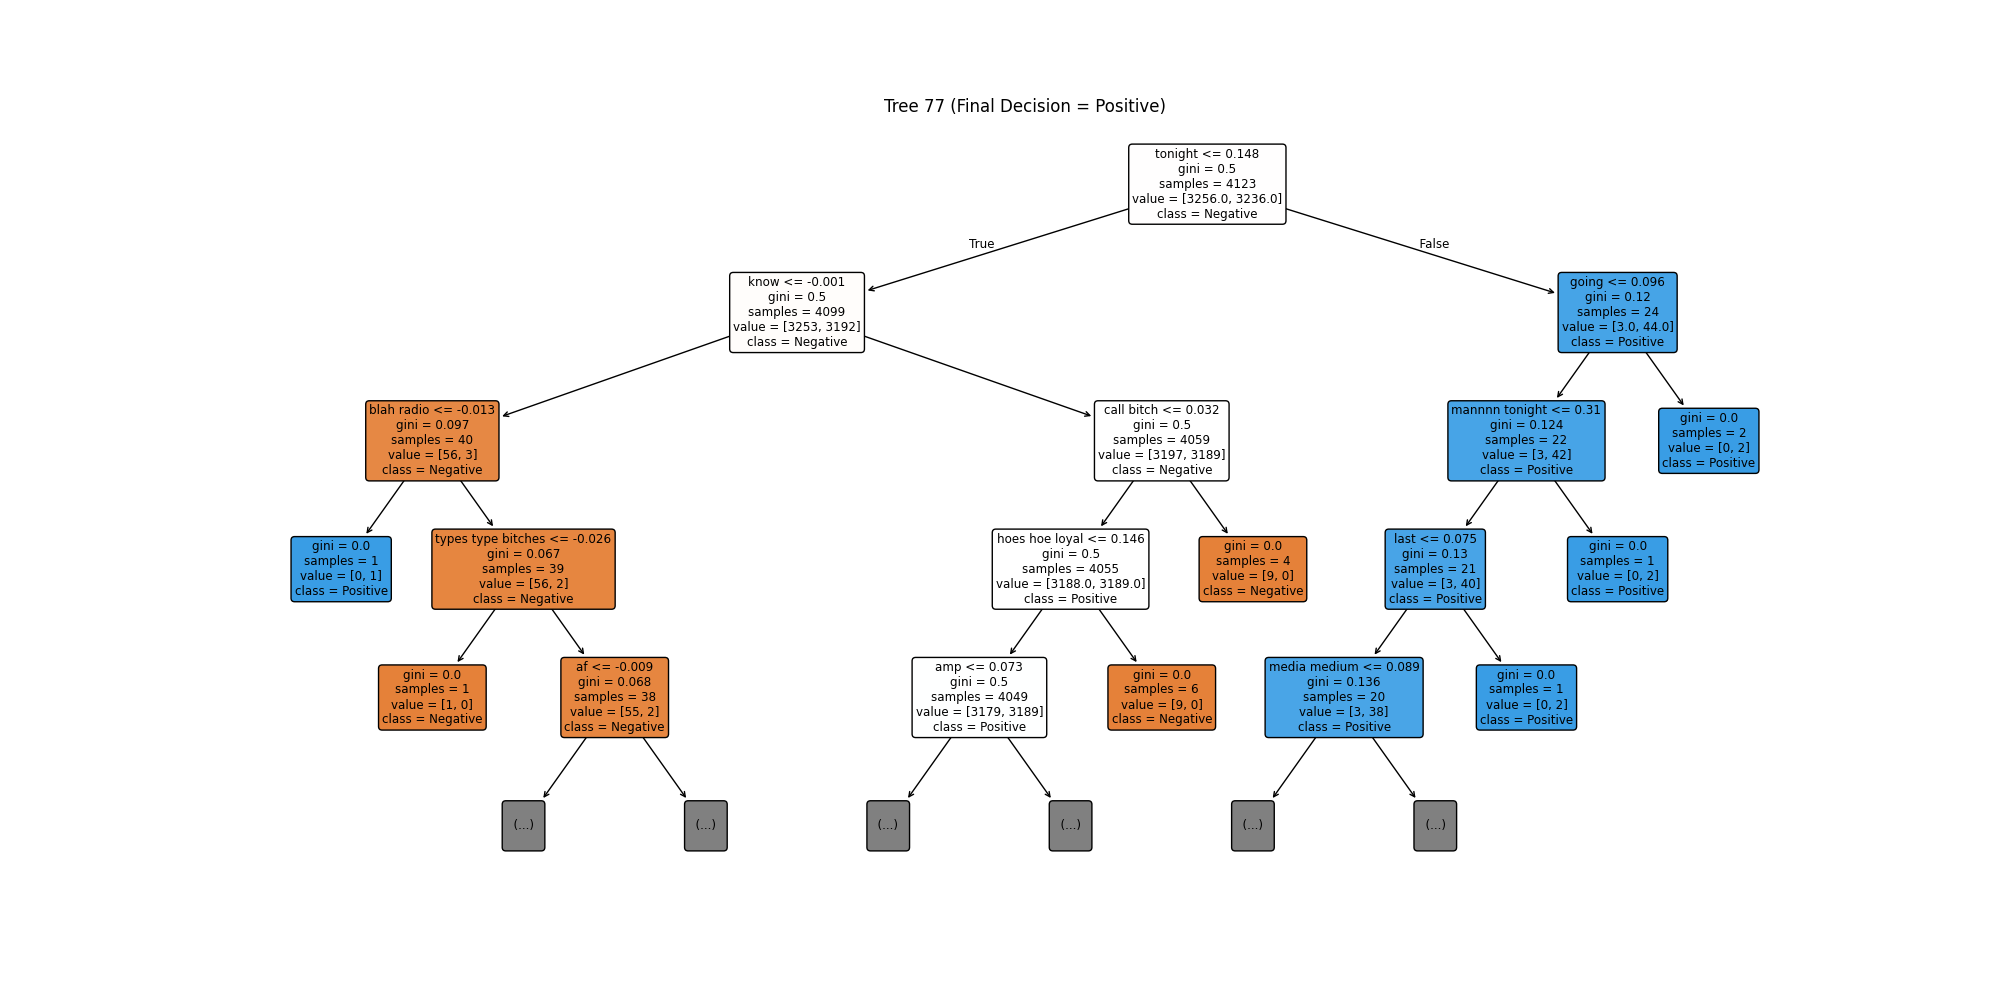 Tree 77 (Final Decision = Positive)
tonight <= 0.148
gini = 0.5
samples = 4123
value = [3256.0, 3236.0]
class = Negative
True
False
know <= -0.001
gini = 0.5
samples = 4099
value = [3253, 3192]
class = Negative
going <= 0.096
gini = 0.12
samples = 24
value = [3.0, 44.0]
class = Positive
blah radio <= -0.013
gini = 0.097
samples = 40
value = [56, 3]
class = Negative
call bitch <= 0.032
gini = 0.5
samples = 4059
value = [3197, 3189]
class = Negative
mannnn tonight <= 0.31
gini = 0.124
samples = 22
value = [3, 42]
class = Positive
gini = 0.0
samples = 2
value = [0, 2]
class = Positive
gini = 0.0
samples = 1
value = [0, 1]
class = Positive
types type bitches <= -0.026
gini = 0.067
samples = 39
value = [56, 2]
class = Negative
hoes hoe loyal <= 0.146
gini = 0.5
samples = 4055
value = [3188.0, 3189.0]
class = Positive
gini = 0.0
samples = 4
value = [9, 0]
class = Negative
last <= 0.075
gini = 0.13
samples = 21
value = [3, 40]
class = Positive
gini = 0.0
samples = 1
value = [0, 2]
class = Positive
gini = 0.0
samples = 1
value = [1, 0]
class = Negative
af <= -0.009
gini = 0.068
samples = 38
value = [55, 2]
class = Negative
amp <= 0.073
gini = 0.5
samples = 4049
value = [3179, 3189]
class = Positive
gini = 0.0
samples = 6
value = [9, 0]
class = Negative
media medium <= 0.089
gini = 0.136
samples = 20
value = [3, 38]
class = Positive
gini = 0.0
samples = 1
value = [0, 2]
class = Positive
(...)
(...)
(...)
(...)
(...)
(...)